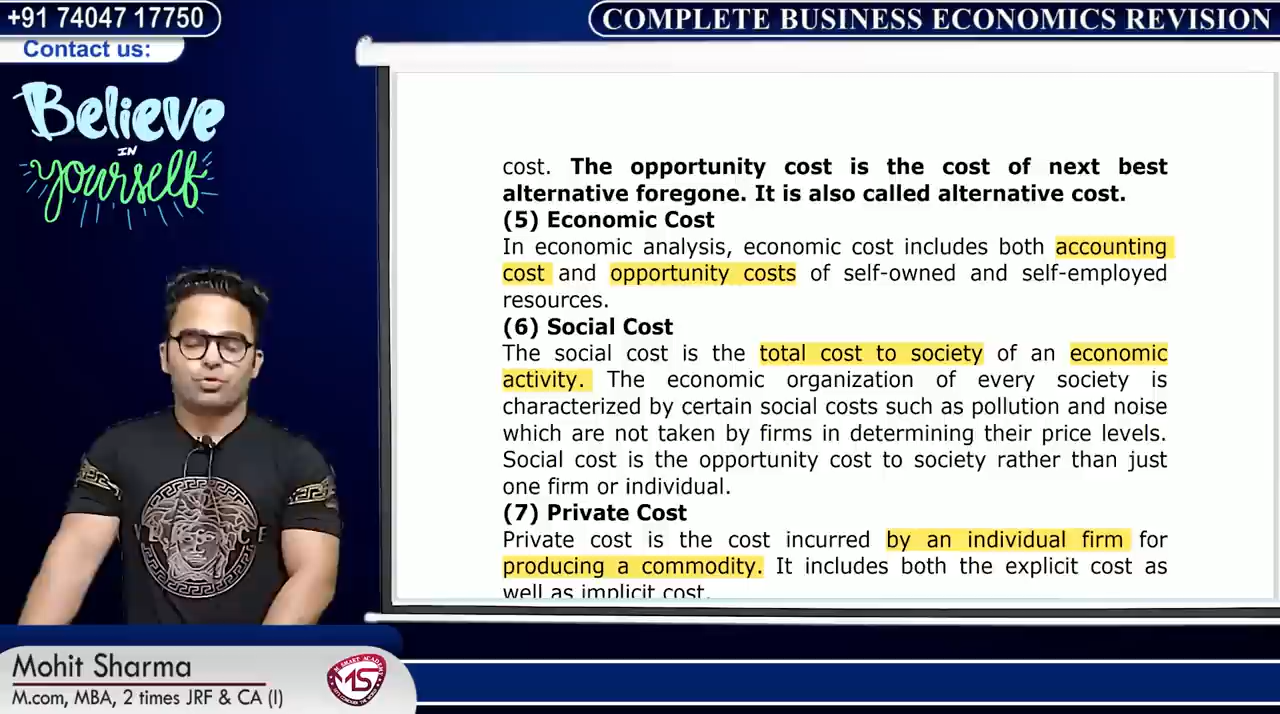 +91 74047 17750
Contact us:
COMPLETE BUSINESS ECONOMICS REVISION
Believe
IN
yourself
cost. The opportunity cost is the cost of next best
alternative foregone. It is also called alternative cost.
(5) Economic Cost
In economic analysis, economic cost includes both accounting
cost and opportunity costs of self-owned and self-employed
resources.
(6) Social Cost
The social cost is the total cost to society of an economic
activity. The economic organization of every society is
characterized by certain social costs such as pollution and noise
which are not taken by firms in determining their price levels.
Social cost is the opportunity cost to society rather than just
one firm or individual.
(7) Private Cost
Private cost is the cost incurred by an individual firm for
producing a commodity. It includes both the explicit cost as
well as implicit cost.
Mohit Sharma
M.com, MBA, 2 times JRF & CA (I)
M SMART ACADEMY
MS